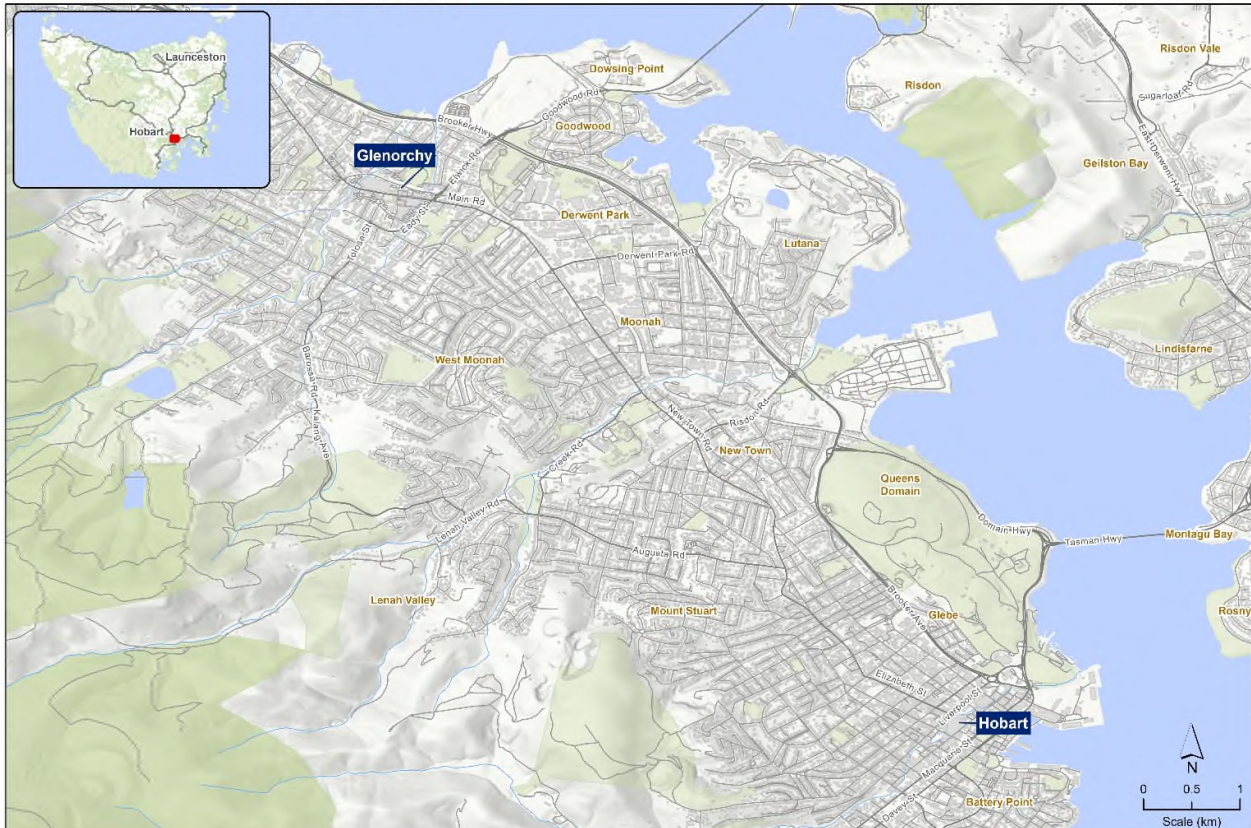 Launceston
Hobart
Glenorchy
Dowsing Point
Goodwood Rd
Goodwood
Brooker Hwy
Elwick Rd
Main Rd
Eady St
Tolosa St
Derwent Park
Derwent Park Rd
Lutana
Risdon
Risdon Vale
Sugarloaf Rd
East Derwent Hwy
Geilston Bay
Lindisfarne
Moonah
West Moonah
Barossa Rd
Kalang Ave
New Town Rd
Risdon Rd
New Town
Creek Rd
Lenah Valley Rd
Augusta Rd
Lenah Valley
Mount Stuart
Queens
Domain
Domain Hwy
Tasman Hwy
Montagu Bay
Rosny
Glebe
Brooker Ave
Elizabeth St
Liverpool St
Hobart
Macquarie St
Davey St
Battery Point
N
0 0.5 1
Scale (km)